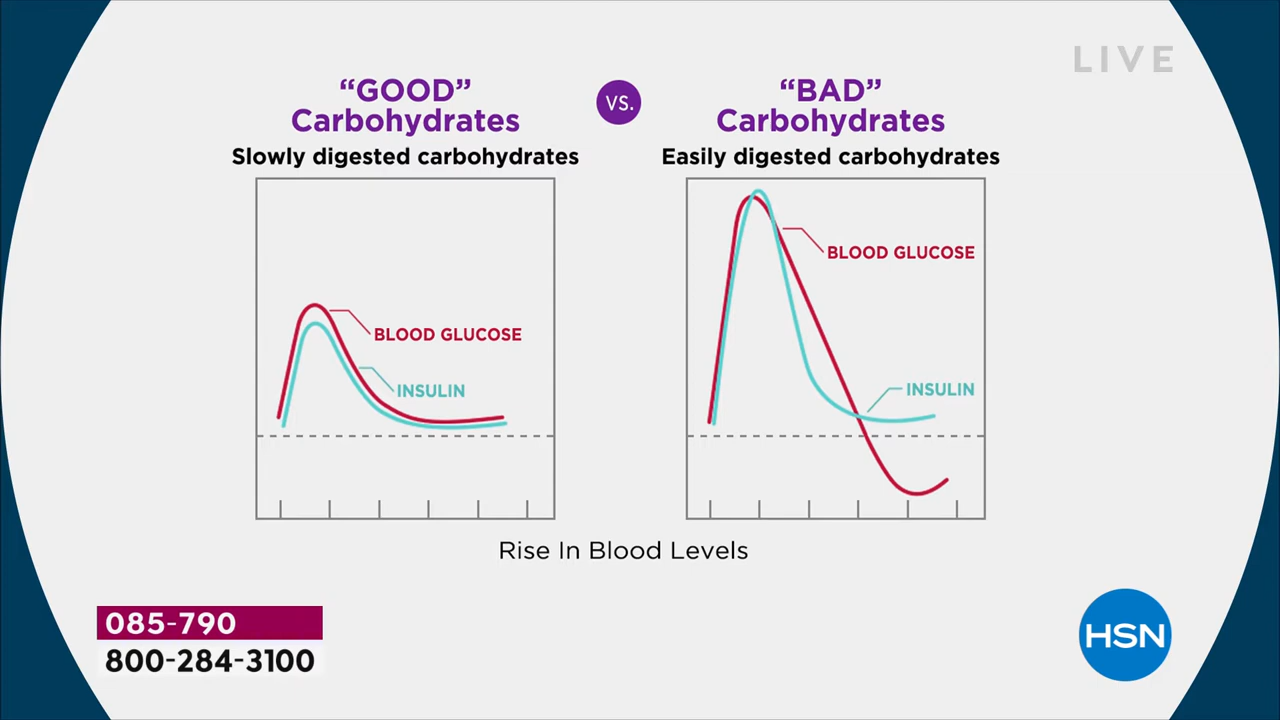 LIVE
“GOOD”
Carbohydrates
Slowly digested carbohydrates
BLOOD GLUCOSE
INSULIN
VS.
“BAD”
Carbohydrates
Easily digested carbohydrates
BLOOD GLUCOSE
INSULIN
Rise In Blood Levels
085-790
800-284-3100
HSN